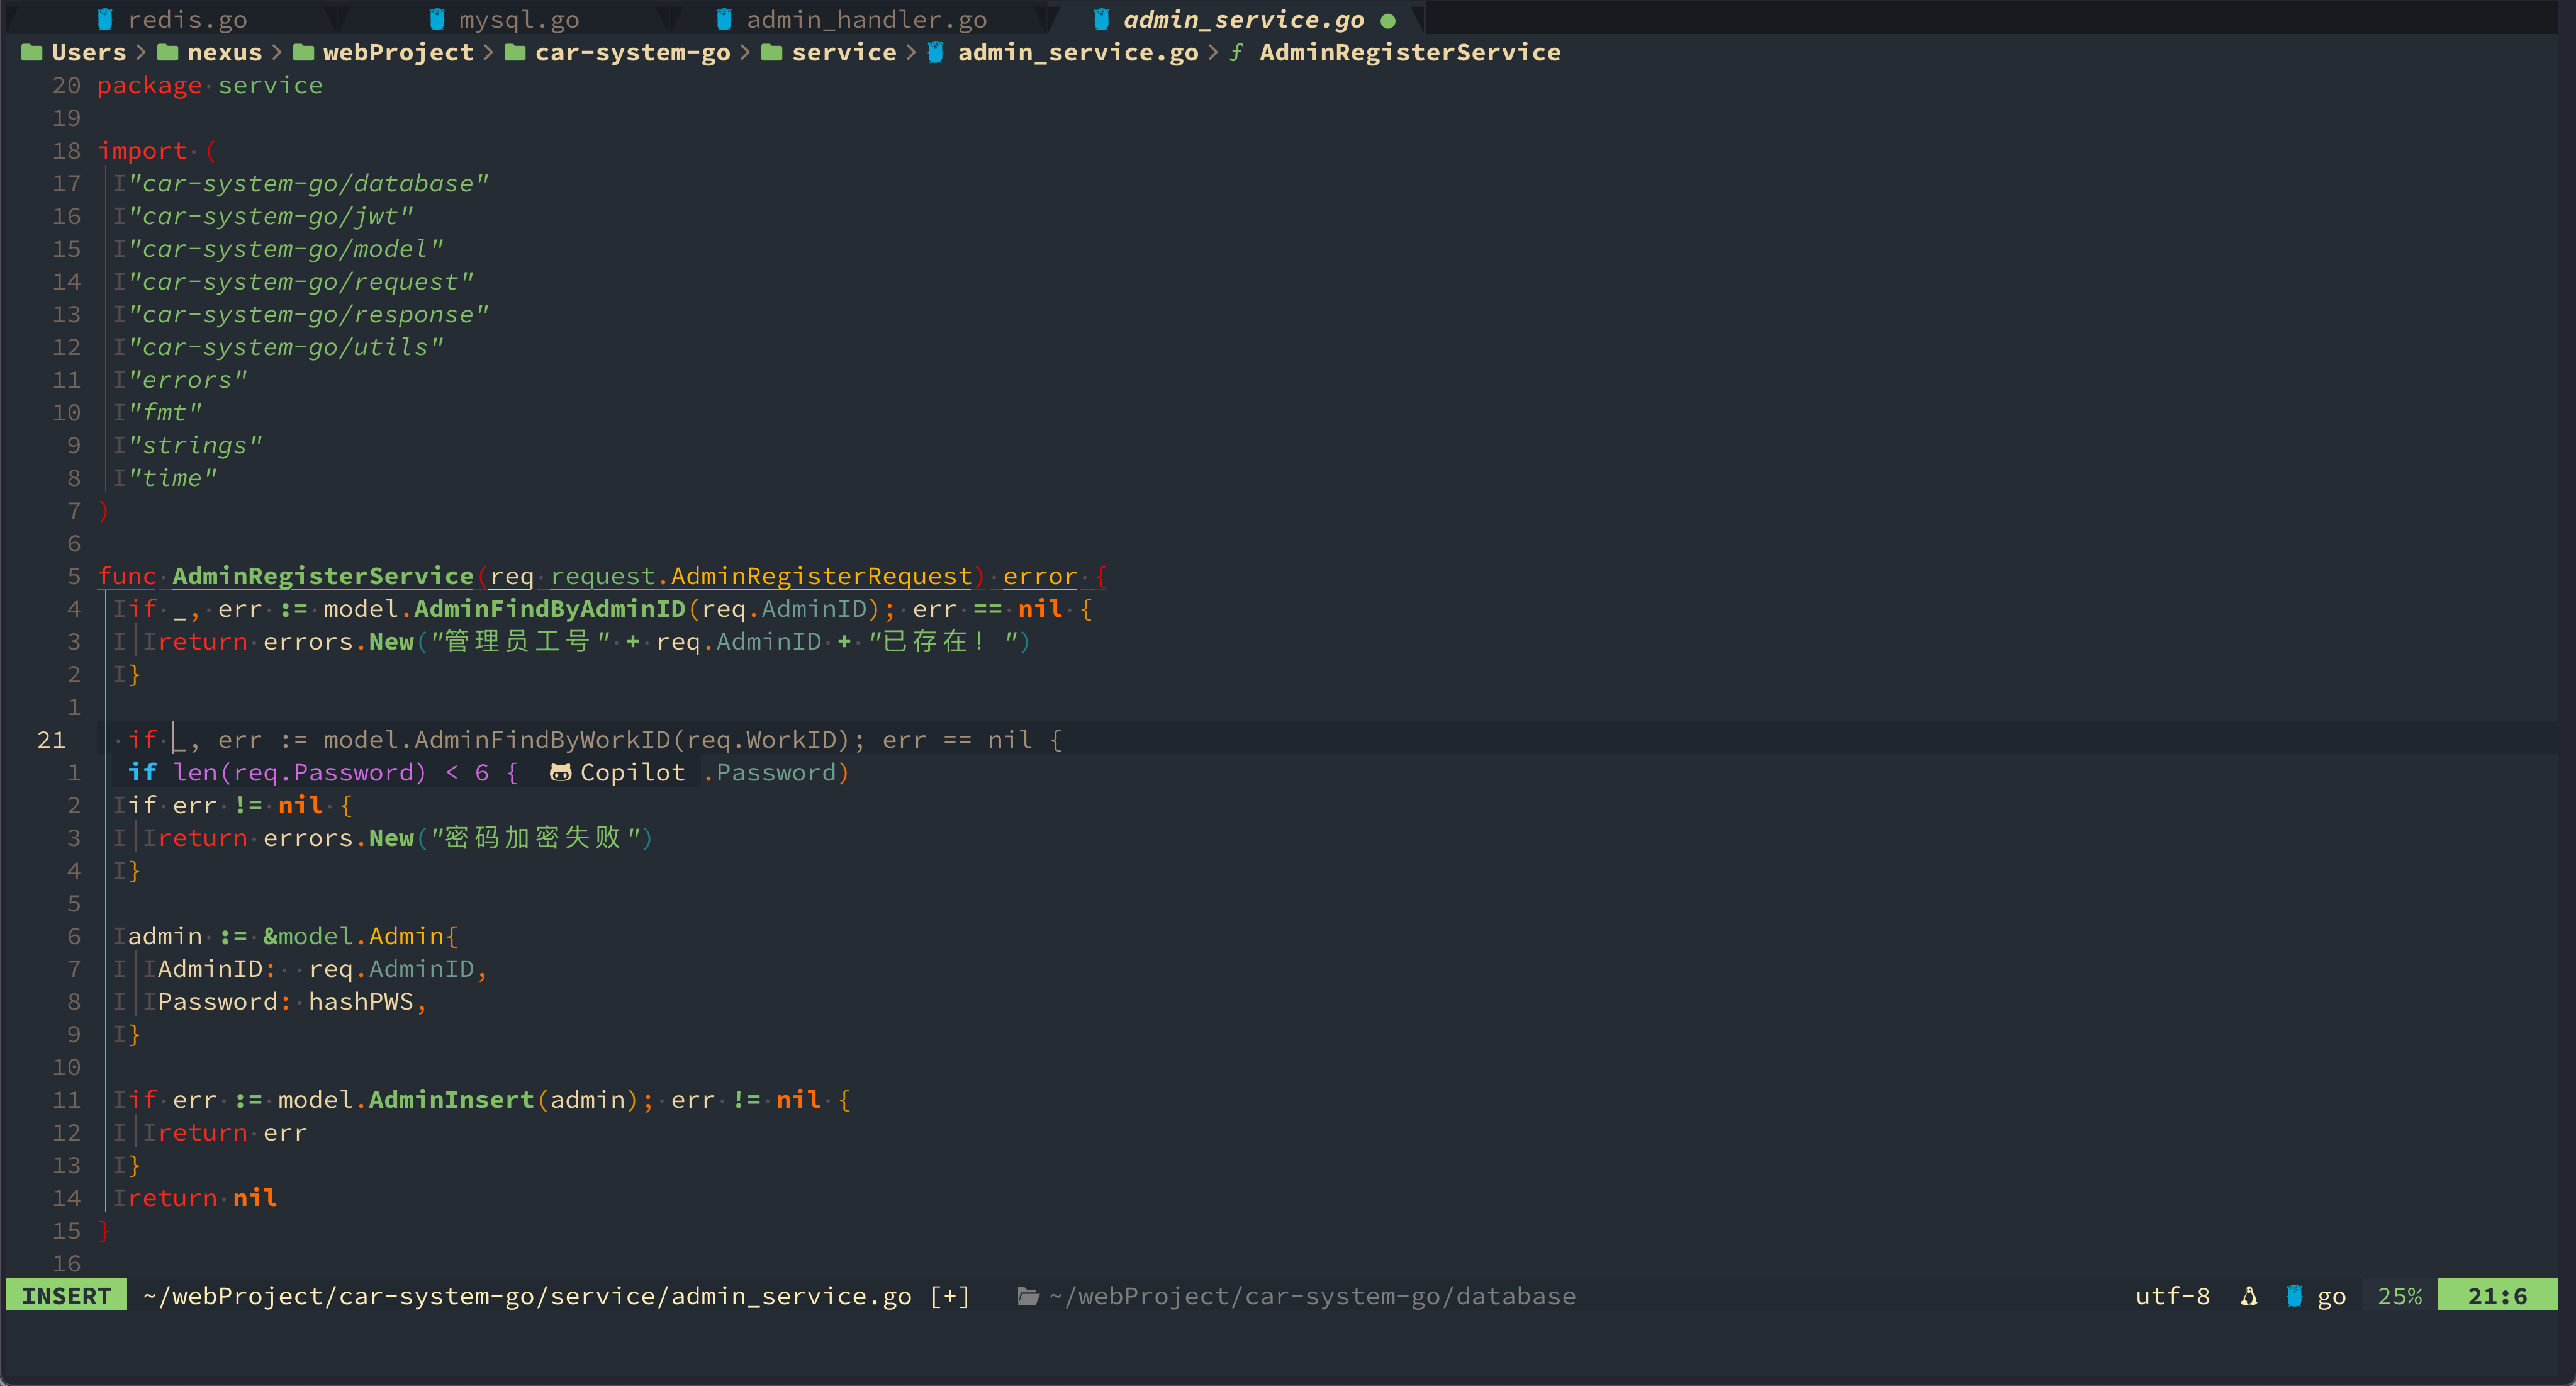 redis.go mysql.go admin_handler.go admin_service.go
Users > nexus > webProject > car-system-go > service > admin_service.go > f AdminRegisterService
20 package service
19
18 import (
17 "car-system-go/database"
16 "car-system-go/jwt"
15 "car-system-go/model"
14 "car-system-go/request"
13 "car-system-go/response"
12 "car-system-go/utils"
11 "errors"
10 "fmt"
9 "strings"
8 "time"
7 )
6
5 func AdminRegisterService(req request.AdminRegisterRequest) error {
4 if _, err := model.AdminFindByAdminID(req.AdminID); err == nil {
3 return errors.New("管理员工号" + req.AdminID + "已存在！")
2 }
1
21 if _, err := model.AdminFindByWorkID(req.WorkID); err == nil {
1 if len(req.Password) < 6 { Copilot .Password)
2 if err != nil {
3 return errors.New("密码加密失败")
4 }
5
6 admin := &model.Admin{
7 AdminID: req.AdminID,
8 Password: hashPWS,
9 }
10
11 if err := model.AdminInsert(admin); err != nil {
12 return err
13 }
14 return nil
15 }
16
INSERT ~/webProject/car-system-go/service/admin_service.go [+] ~/webProject/car-system-go/database utf-8 go 25% 21:6